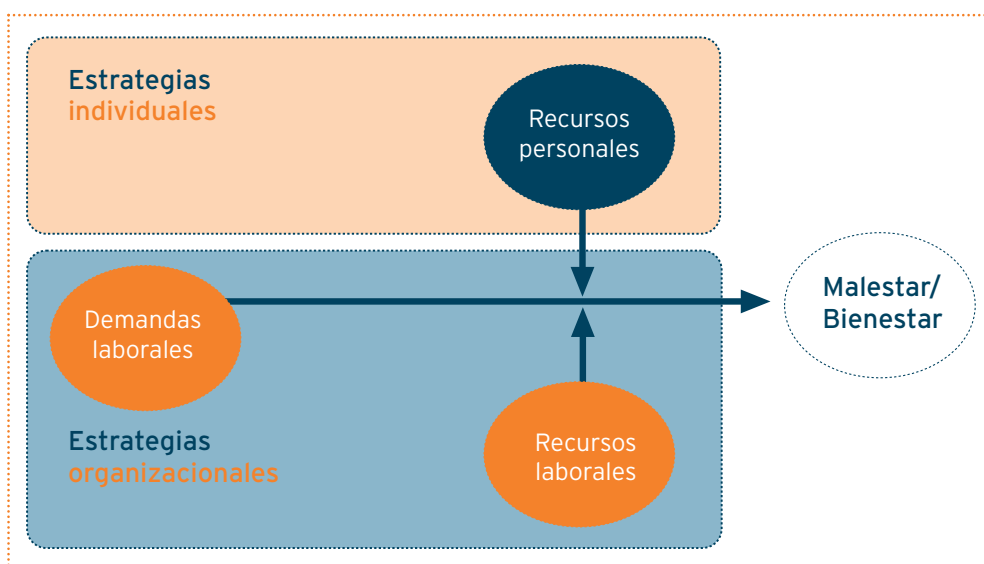 Estrategias
individuales
Recursos
personales
Demandas
laborales
Malestar/
Bienestar
Estrategias
organizacionales
Recursos
laborales